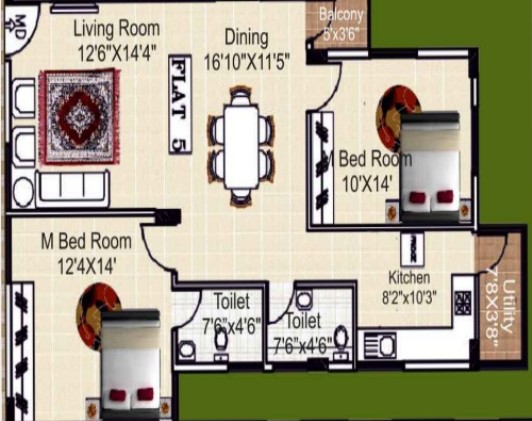 MD
Living Room
12'6"X14'4"
Dining
16'10"X11'5"
Balcony
5'x3'6"
FLAT 5
M Bed Room
10'X14'
M Bed Room
12'4X14'
Toilet
7'6"x4'6"
Toilet
7'6"x4'6"
FRIDGE
Kitchen
8'2"x10'3"
Utility
7'8X3'8"